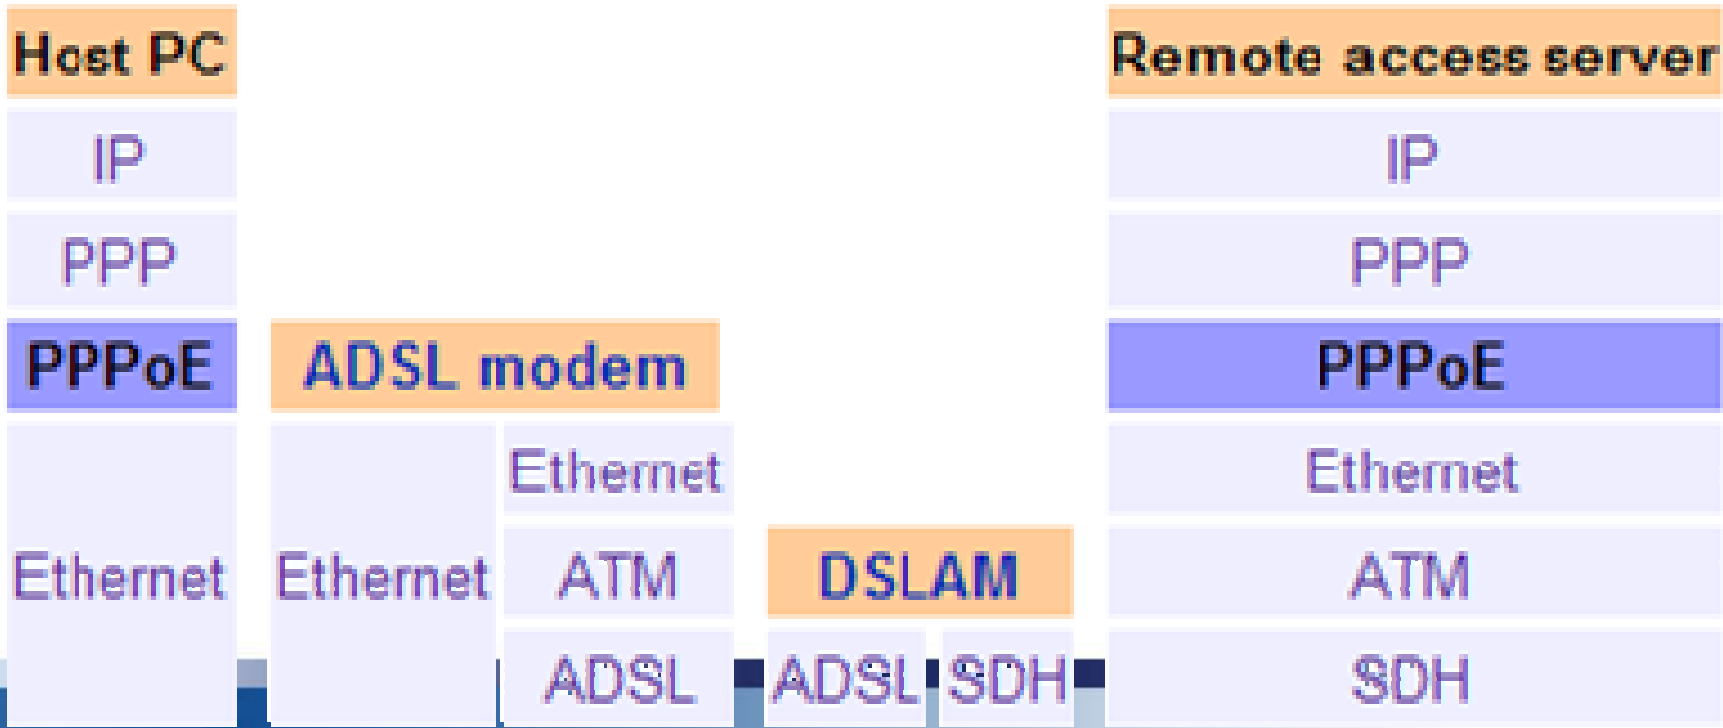 Host PC Remote access server
IP IP
PPP PPP
PPPoE ADSL modem PPPoE
Ethernet Ethernet
Ethernet Ethernet ATM DSLAM ATM
ADSL ADSL SDH SDH